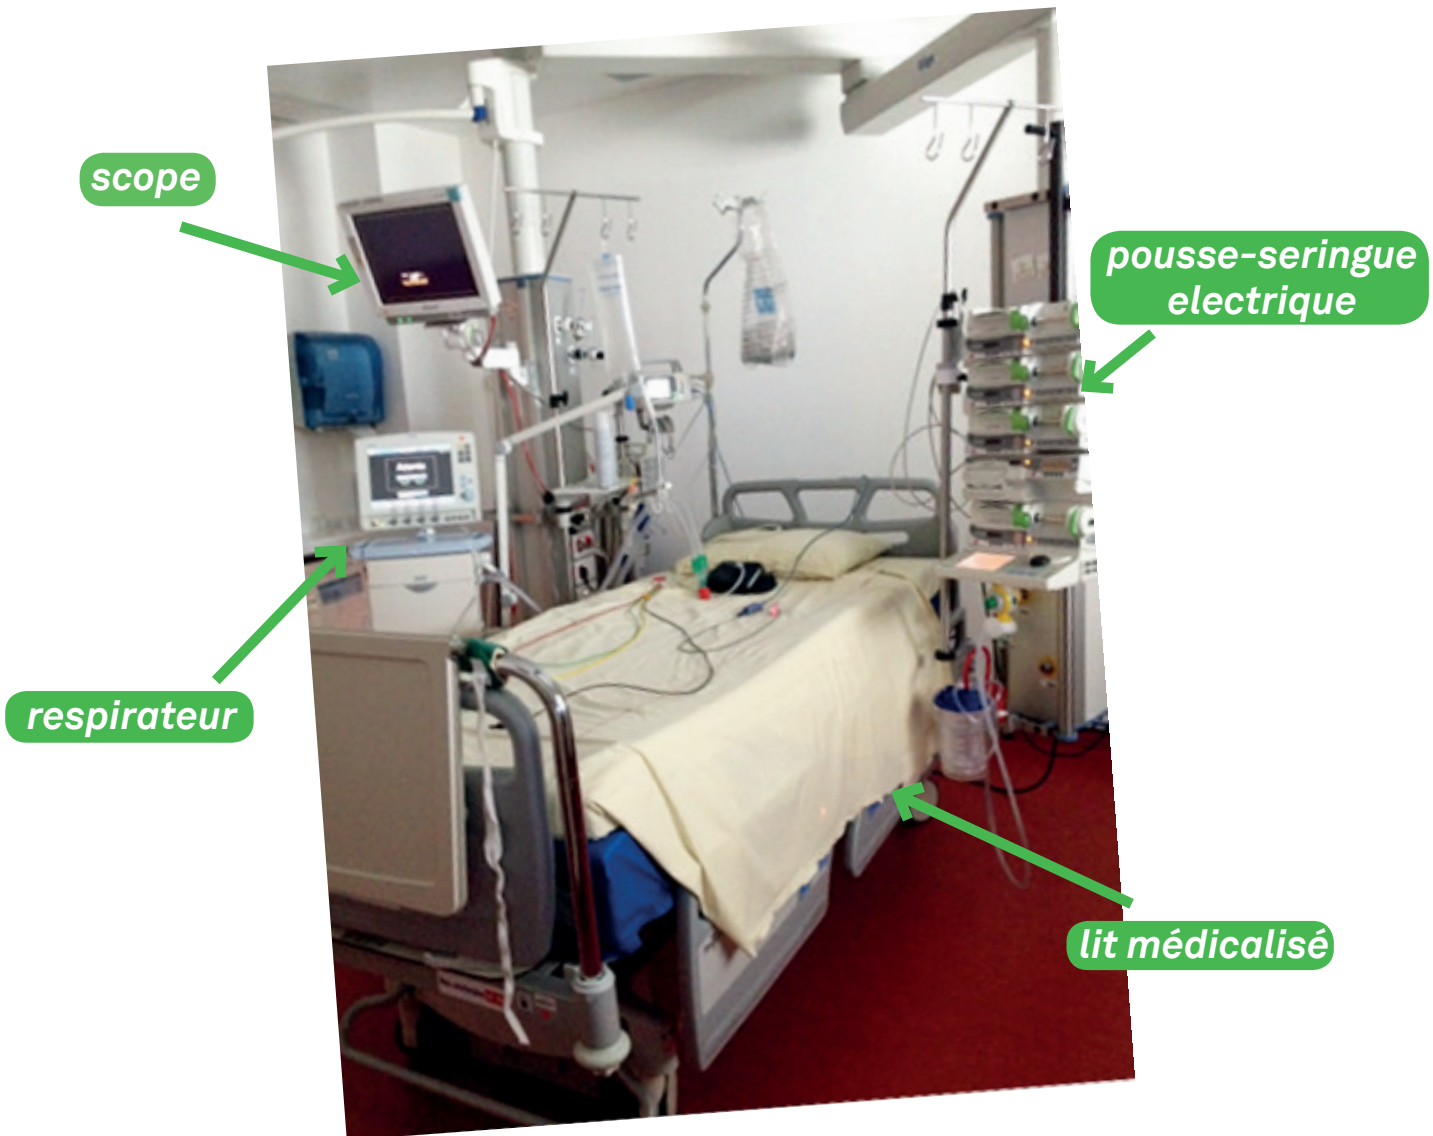 scope
pousse-seringue
electrique
respirateur
lit médicalisé